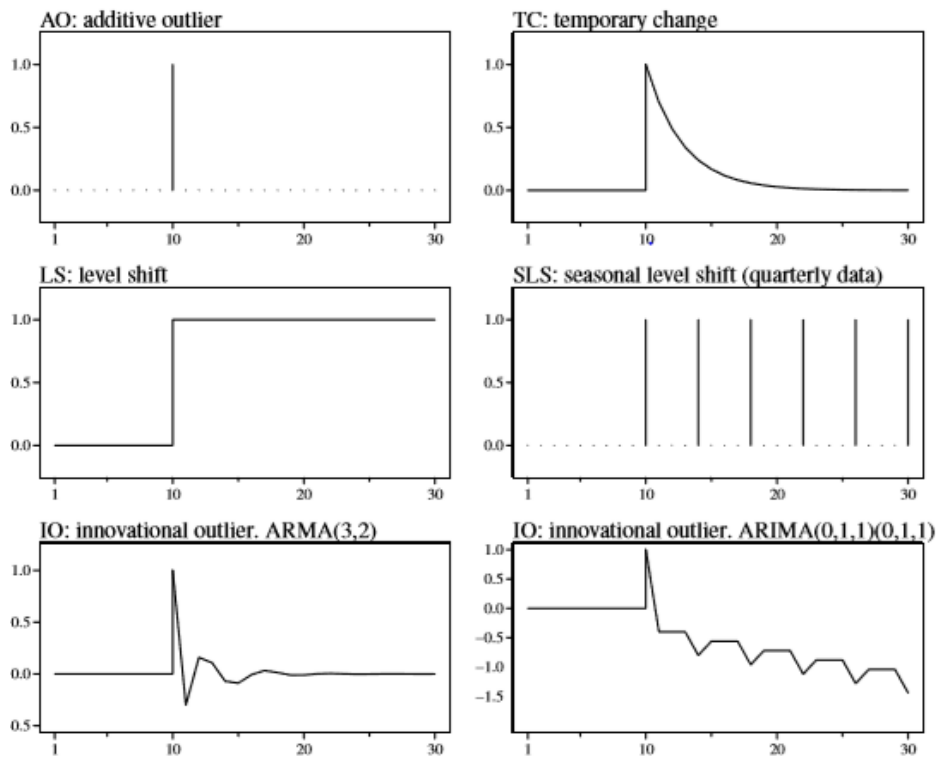 AO: additive outlier
1.0
0.5
0.0
1 10 20 30
TC: temporary change
1.0
0.5
0.0
1 10 20 30
LS: level shift
1.0
0.5
0.0
1 10 20 30
SLS: seasonal level shift (quarterly data)
1.0
0.5
0.0
1 10 20 30
IO: innovational outlier. ARMA(3,2)
1.0
0.5
0.0
0.5
1 10 20 30
IO: innovational outlier. ARIMA(0,1,1)(0,1,1)
1.0
0.5
0.0
−0.5
−1.0
−1.5
1 10 20 30